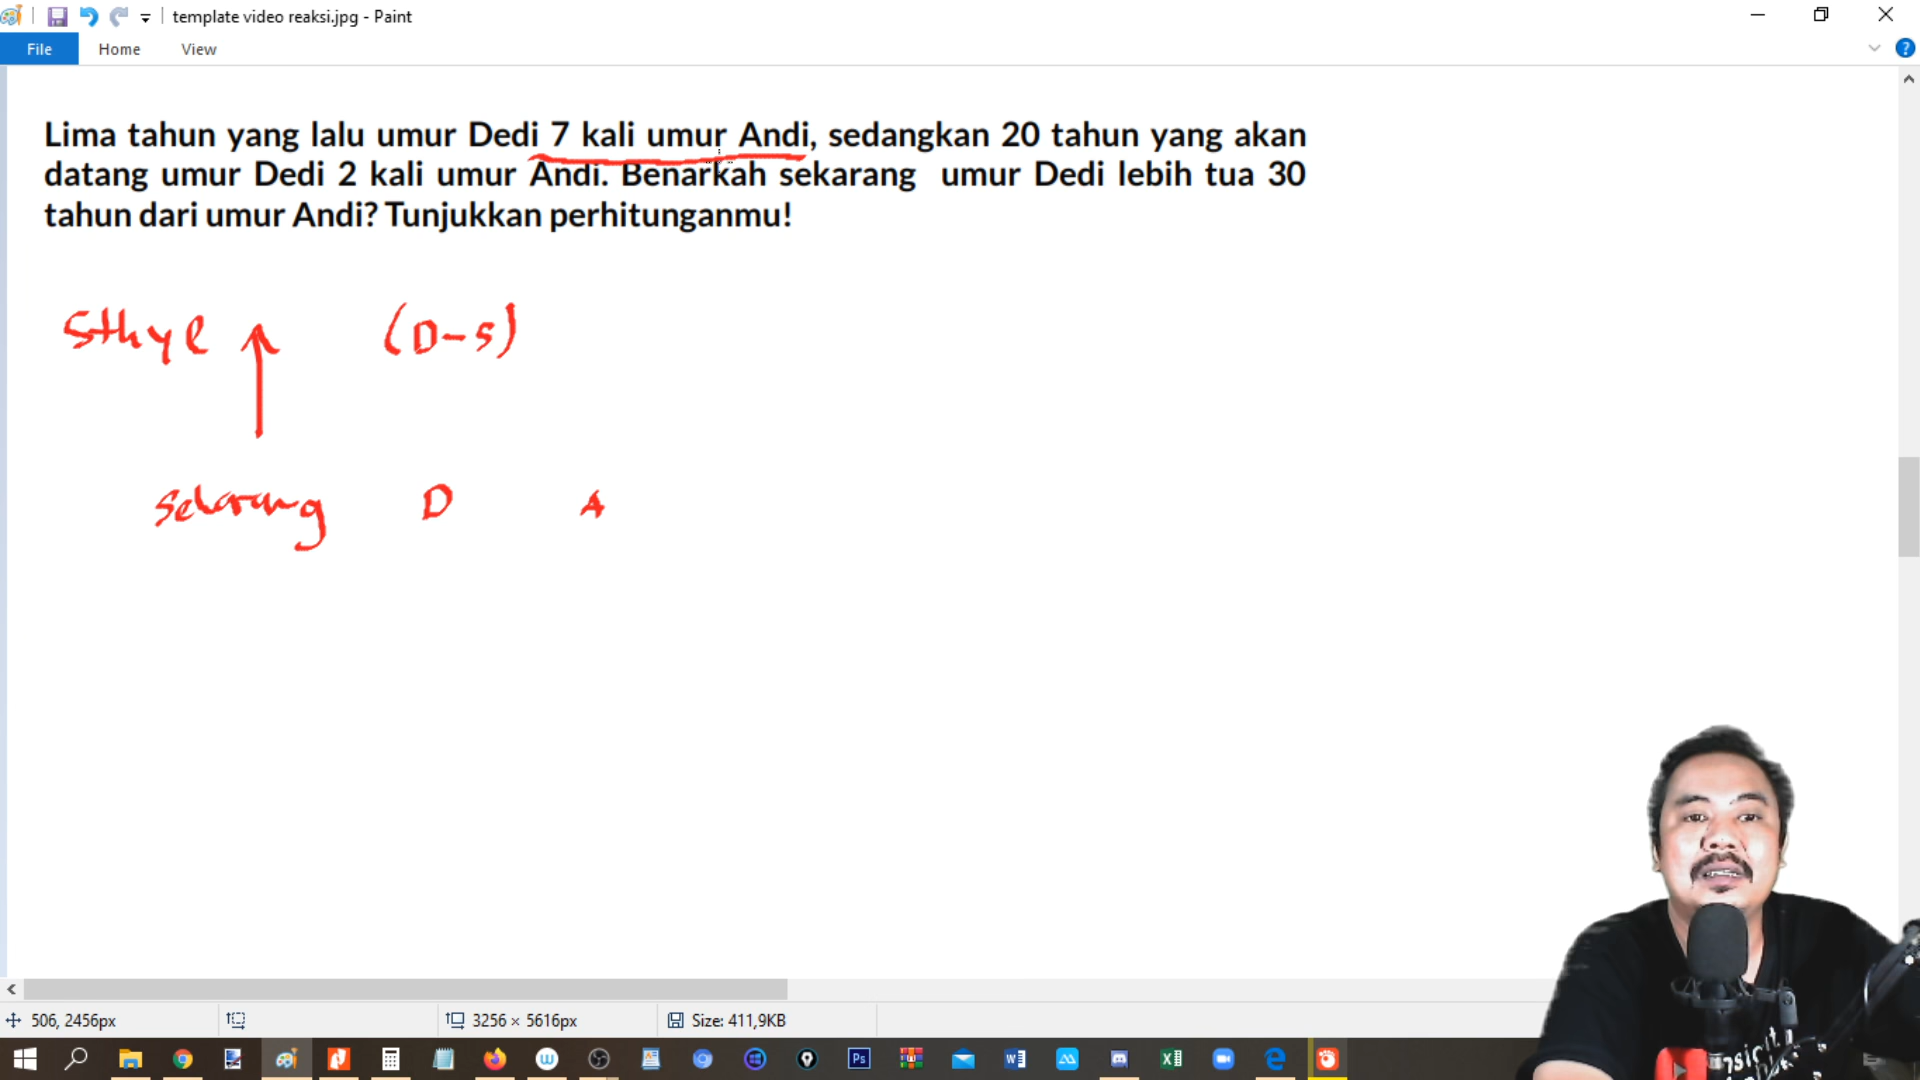 template video reaksi.jpg - Paint
File Home View
Lima tahun yang lalu umur Dedi 7 kali umur Andi, sedangkan 20 tahun yang akan
datang umur Dedi 2 kali umur Andi. Benarkah sekarang umur Dedi lebih tua 30
tahun dari umur Andi? Tunjukkan perhitunganmu!
5thyl (D-5)
Sekarang D A
506, 2456px 3256 × 5616px Size: 411,9KB
Ps